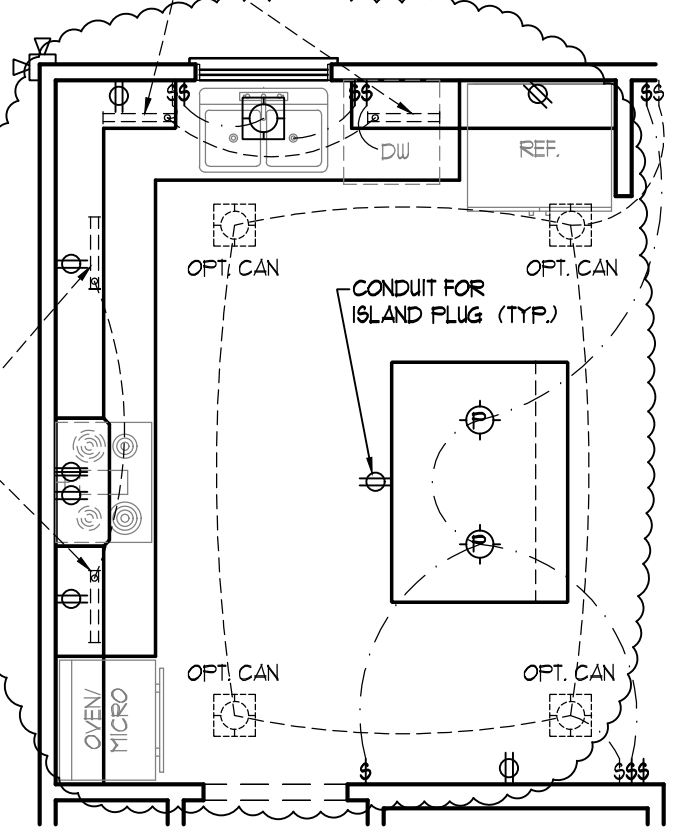 $$
$$
$$
DW
REF.
OPT. CAN
OPT. CAN
CONDUIT FOR
ISLAND PLUG (TYP.)
P
P
OPT. CAN
OPT. CAN
OVEN/
MICRO
$
$$$